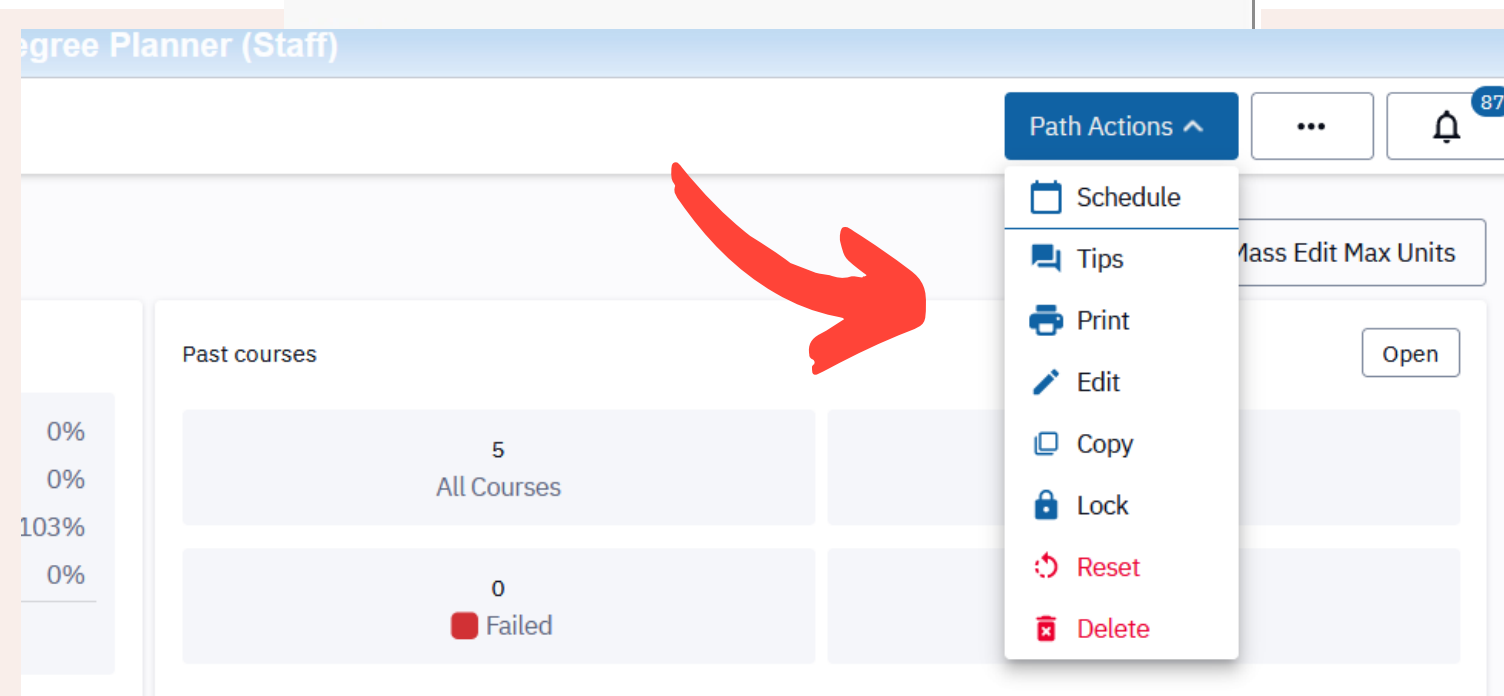 egree Planner (Staff)
Path Actions
87
Schedule
Tips
Mass Edit Max Units
Print
Past courses
Open
Edit
0%
5
Copy
All Courses
0%
Lock
103%
Reset
0%
0
Failed
Delete